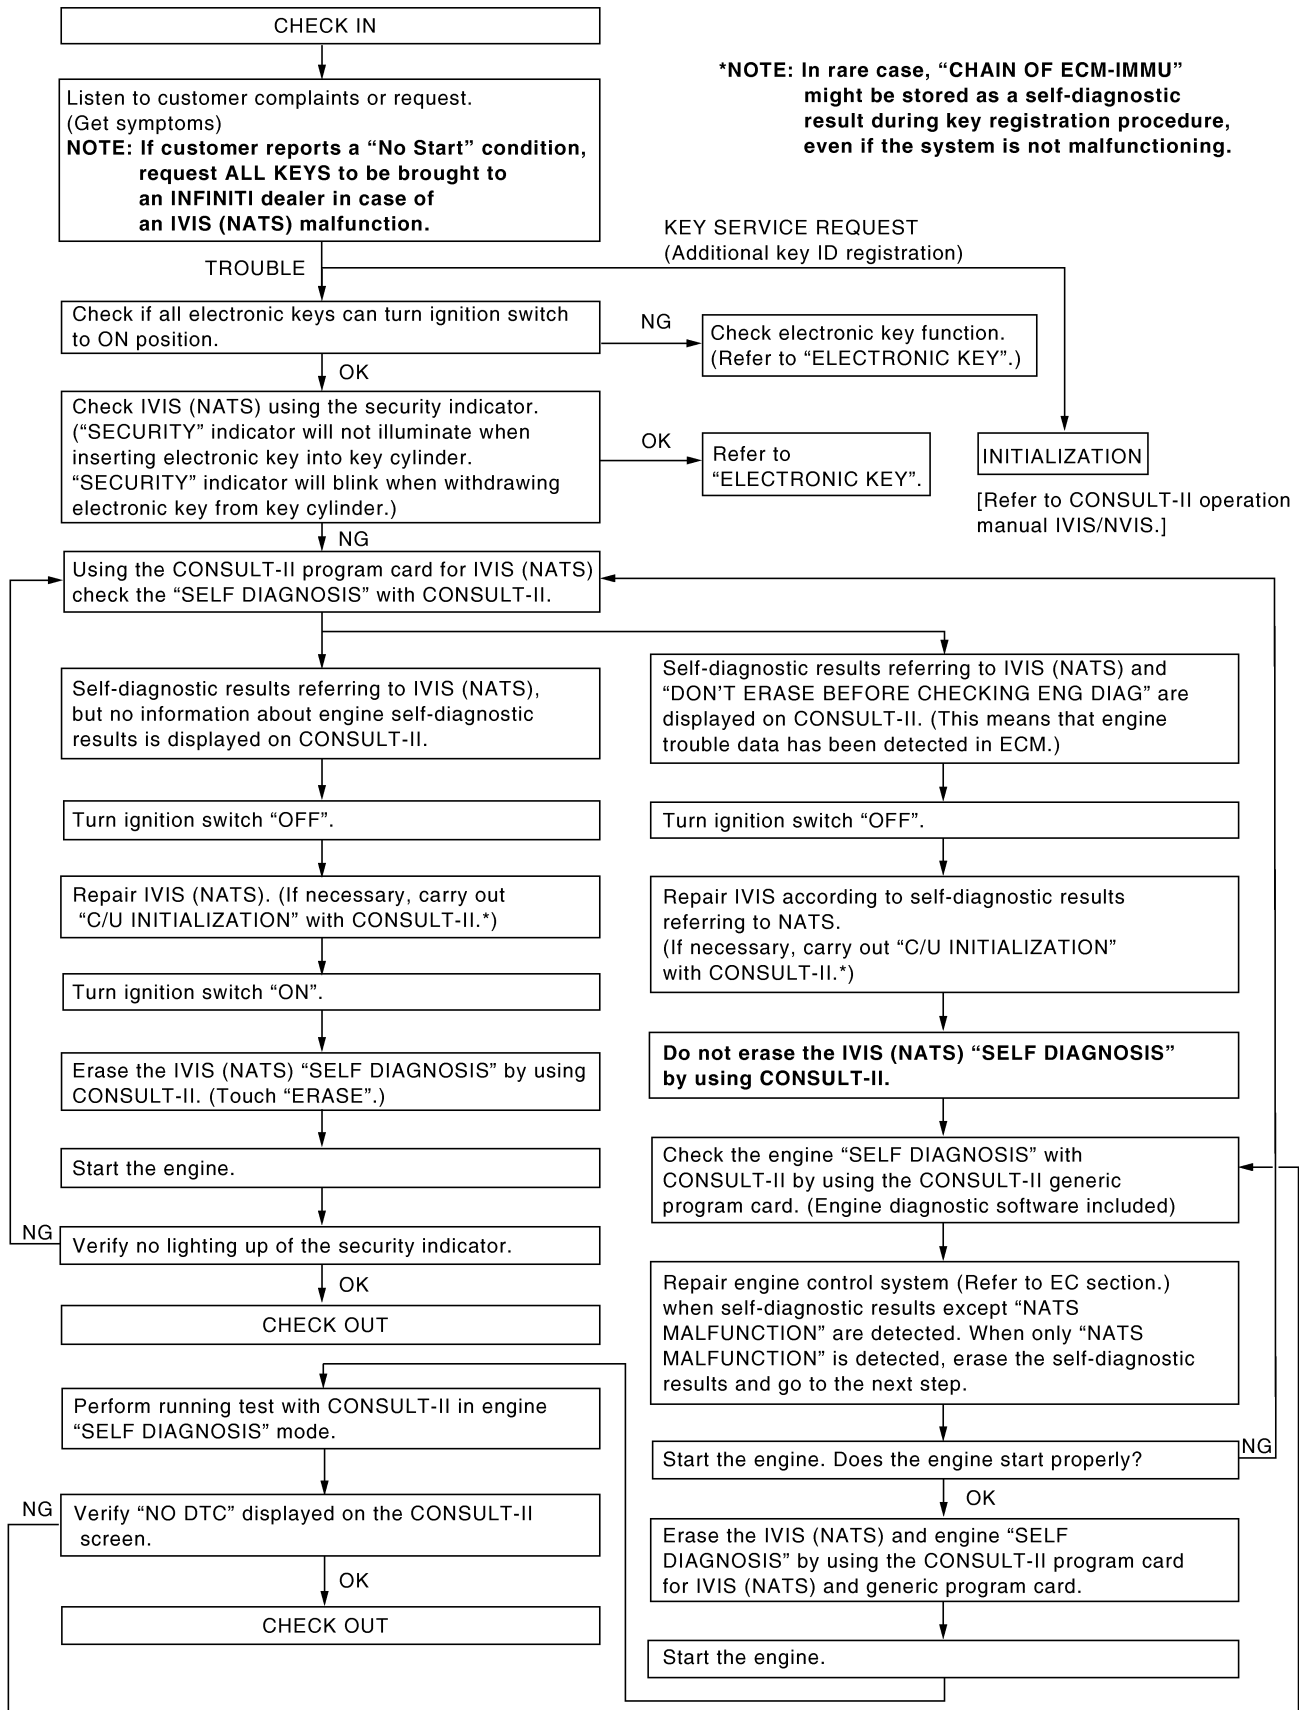 CHECK IN
*NOTE: In rare case, “CHAIN OF ECM-IMMU”
might be stored as a self-diagnostic
result during key registration procedure,
even if the system is not malfunctioning.
Listen to customer complaints or request.
(Get symptoms)
NOTE: If customer reports a “No Start” condition,
request ALL KEYS to be brought to
an INFINITI dealer in case of
an IVIS (NATS) malfunction.
KEY SERVICE REQUEST
(Additional key ID registration)
TROUBLE
Check if all electronic keys can turn ignition switch
to ON position.
NG
Check electronic key function.
(Refer to “ELECTRONIC KEY”.)
OK
Check IVIS (NATS) using the security indicator.
(“SECURITY” indicator will not illuminate when
inserting electronic key into key cylinder.
“SECURITY” indicator will blink when withdrawing
electronic key from key cylinder.)
OK
Refer to
“ELECTRONIC KEY”.
INITIALIZATION
[Refer to CONSULT-II operation
manual IVIS/NVIS.]
NG
Using the CONSULT-II program card for IVIS (NATS)
check the “SELF DIAGNOSIS” with CONSULT-II.
Self-diagnostic results referring to IVIS (NATS),
but no information about engine self-diagnostic
results is displayed on CONSULT-II.
Turn ignition switch “OFF”.
Repair IVIS (NATS). (If necessary, carry out
“C/U INITIALIZATION” with CONSULT-II.*)
Turn ignition switch “ON”.
Erase the IVIS (NATS) “SELF DIAGNOSIS” by using
CONSULT-II. (Touch “ERASE”.)
Start the engine.
NG
Verify no lighting up of the security indicator.
OK
CHECK OUT
Self-diagnostic results referring to IVIS (NATS) and
“DON’T ERASE BEFORE CHECKING ENG DIAG” are
displayed on CONSULT-II. (This means that engine
trouble data has been detected in ECM.)
Turn ignition switch “OFF”.
Repair IVIS according to self-diagnostic results
referring to NATS.
(If necessary, carry out “C/U INITIALIZATION”
with CONSULT-II.*)
Do not erase the IVIS (NATS) “SELF DIAGNOSIS”
by using CONSULT-II.
Check the engine “SELF DIAGNOSIS” with
CONSULT-II by using the CONSULT-II generic
program card. (Engine diagnostic software included)
Repair engine control system (Refer to EC section.)
when self-diagnostic results except “NATS
MALFUNCTION” are detected. When only “NATS
MALFUNCTION” is detected, erase the self-diagnostic
results and go to the next step.
Start the engine. Does the engine start properly?
NG
OK
Erase the IVIS (NATS) and engine “SELF
DIAGNOSIS” by using the CONSULT-II program card
for IVIS (NATS) and generic program card.
Start the engine.
Perform running test with CONSULT-II in engine
“SELF DIAGNOSIS” mode.
NG
Verify “NO DTC” displayed on the CONSULT-II
screen.
OK
CHECK OUT